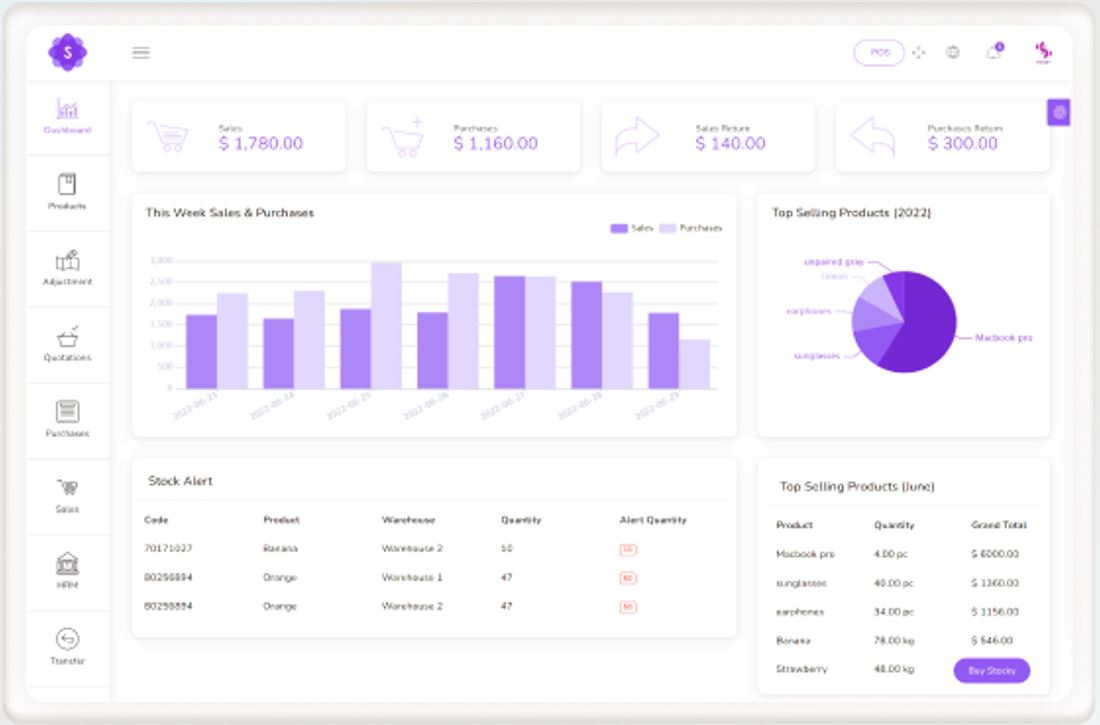 S
POS
Dashboard
Products
Adjustment
Quotations
Purchases
Sales
HRM
Transfer
Sales
$ 1,780.00
Purchases
$ 1,160.00
Sales Return
$ 140.00
Purchases Return
$ 300.00
This Week Sales & Purchases
Sales Purchases
3,000
2,500
2,000
1,500
1,000
500
0
2022-06-23 2022-06-24 2022-06-25 2022-06-26 2022-06-27 2022-06-28 2022-06-29
Top Selling Products (2022)
unpaired gray
earphones
sunglasses
Macbook pro
Stock Alert
Code Product Warehouse Quantity Alert Quantity
70171027 Banana Warehouse 2 10
80256894 Orange Warehouse 1 47 50
80256894 Orange Warehouse 2 47 50
Top Selling Products (June)
Product Quantity Grand Total
Macbook pro 4.00 pc $ 6000.00
sunglasses 40.00 pc $ 1360.00
earphones 34.00 pc $ 1156.00
Banana 78.00 kg $ 546.00
Strawberry 48.00 kg
Buy Stocky